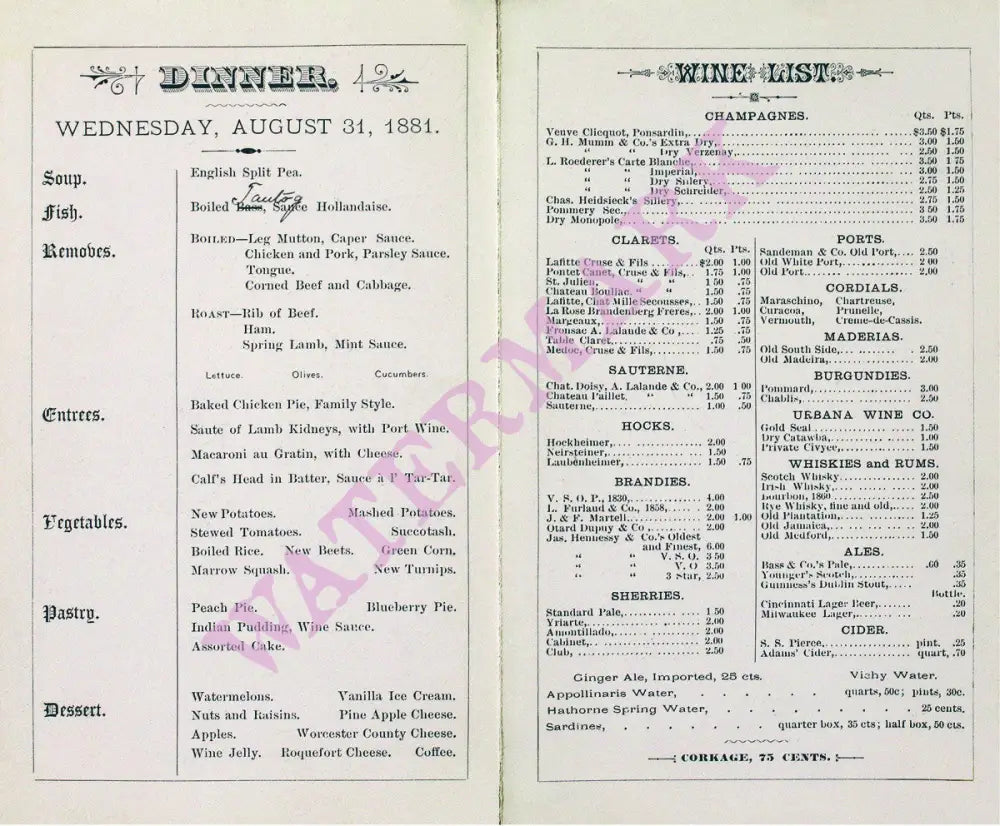 DINNER.
WEDNESDAY, AUGUST 31, 1881.
Soup.
English Split Pea.
Fish.
Boiled Bass, Sauce Hollandaise.
Tautog
Removes.
BOILED—Leg Mutton, Caper Sauce.
Chicken and Pork, Parsley Sauce.
Tongue.
Corned Beef and Cabbage.
ROAST—Rib of Beef.
Ham.
Spring Lamb, Mint Sauce.
Lettuce. Olives. Cucumbers.
Entrees.
Baked Chicken Pie, Family Style.
Saute of Lamb Kidneys, with Port Wine.
Macaroni au Gratin, with Cheese.
Calf's Head in Batter, Sauce à l' Tar-Tar.
Vegetables.
New Potatoes. Mashed Potatoes.
Stewed Tomatoes. Succotash.
Boiled Rice. New Beets. Green Corn,
Marrow Squash. New Turnips.
Pastry.
Peach Pie. Blueberry Pie.
Indian Pudding, Wine Sauce.
Assorted Cake.
Dessert.
Watermelons. Vanilla Ice Cream.
Nuts and Raisins. Pine Apple Cheese.
Apples. Worcester County Cheese.
Wine Jelly. Roquefort Cheese. Coffee.
WINE LIST.
CHAMPAGNES. Qts. Pts.
Veuve Clicquot, Ponsardin, $3.50 $1.75
G. H. Mumm & Co.'s Extra Dry, 3.00 1.50
" " Dry Verzenay, 2.50 1.50
L. Roederer's Carte Blanche, 3.50 1 75
" " Imperial, 3.00 1.50
" " Dry Sillery, 2.75 1.50
" " Dry Schreider, 2.50 1.25
Chas. Heidsieck's Sillery, 2.75 1.50
Pommery Sec, 3 50 1.75
Dry Monopole, 3.50 1.75
CLARETS. Qts. Pts.
Lafitte Cruse & Fils $2.00 1.00
Pontet Canet, Cruse & Fils, 1.75 1.00
St. Julien, " " 1 50 .75
Chateau Bouliac, " " 1.50 .75
Lafitte, Chat Mille Secousses, 1.50 .75
La Rose Brandenberg Freres, 2.00 1.00
Margeaux, 1.50 .75
Fronsac A. Lalaude & Co, 1.25 .75
Table Claret, .75 .50
Medoc, Cruse & Fils, 1.50 .75
SAUTERNE.
Chat. Doisy, A. Lalande & Co., 2.00 1 00
Chateau Paillet, " " 1.50 .75
Sauterne, 1.00 .50
HOCKS.
Hockheimer, 2.00
Neirsteiner, 1.50
Laubenheimer, 1.50 .75
BRANDIES.
V. S. O. P., 1830, 4.00
L. Furlaud & Co., 1858, 2.00
J. & F. Martell 2.00 1.00
Otard Dupuy & Co 2.00
Jas. Hennessy & Co.'s Oldest
and Finest, 6.00
" " V. S. O. 3 50
" " V. O 3.50
" " 3 Star, 2.50
SHERRIES.
Standard Pale, 1 50
Yriarte, 2.00
Amontillado, 2.00
Cabinet, 2.00
Club, 2.50
PORTS.
Sandeman & Co. Old Port, 2.50
Old White Port, 2 00
Old Port 2.00
CORDIALS.
Maraschino, Chartreuse,
Curacoa, Prunelle,
Vermouth, Creme-de-Cassis.
MADERIAS.
Old South Side, 2.50
Old Madeira, 2.00
BURGUNDIES.
Pommard, 3.00
Chablis, 2.50
URBANA WINE CO.
Gold Seal 1.50
Dry Catawba, 1.00
Private Civyee, 1.50
WHISKIES and RUMS.
Scotch Whisky 2.00
Irish Whisky, 2.00
Bourbon, 1860 2.50
Rye Whisky, fine and old, 2.00
Old Plantation, 1.25
Old Jamaica, 2.00
Old Medford, 1.50
ALES.
Bass & Co.'s Pale, .60 .35
Younger's Scotch, .35
Guinness's Dublin Stout, .35
Bottle.
Cincinnati Lager Beer, .20
Milwaukee Lager, .20
CIDER.
S. S. Pierce, pint, .25
Adams' Cider, quart, .70
Ginger Ale, Imported, 25 cts. Vichy Water.
Appollinaris Water, quarts, 50c; pints, 30c.
Hathorne Spring Water, 25 cents.
Sardines, quarter box, 35 cts; half box, 50 cts.
CORKAGE, 75 CENTS.
WATERMARK